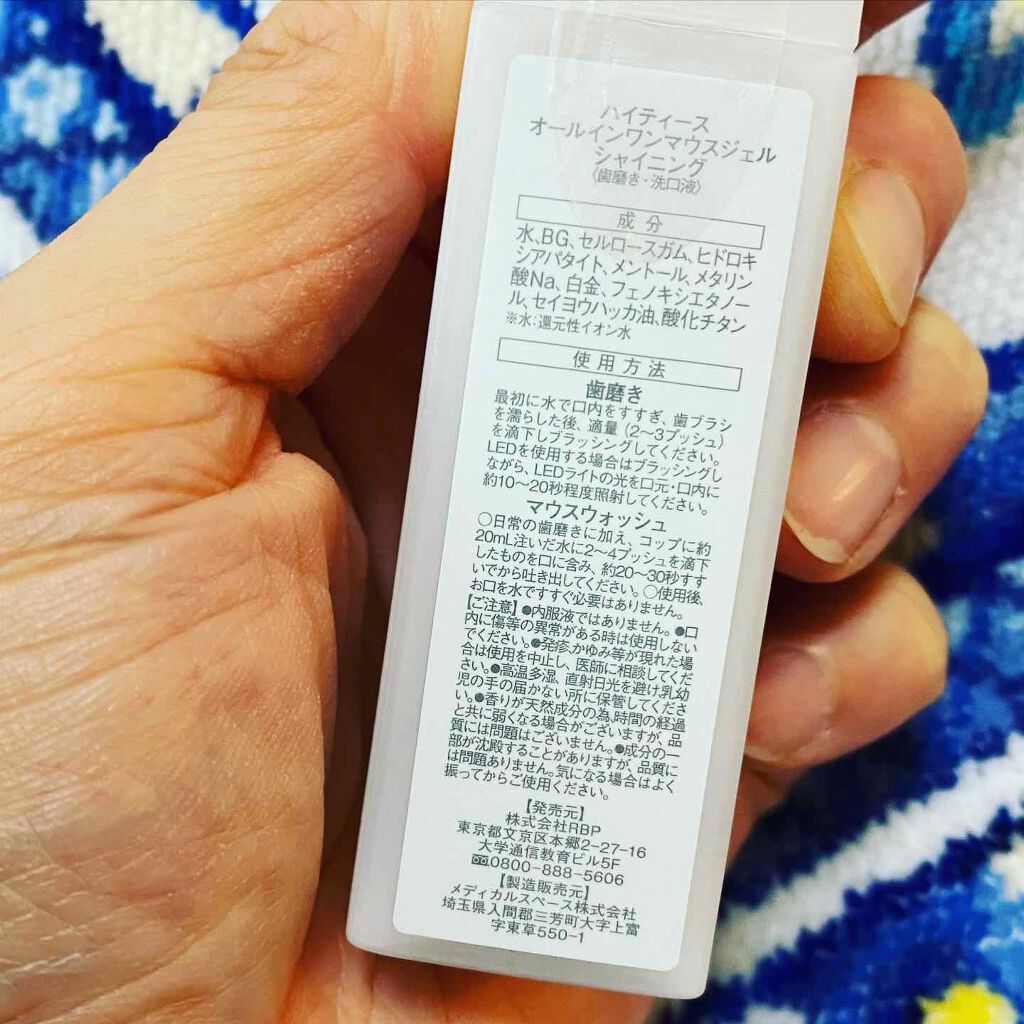 ハイティース
オールインワンマウスジェル
シャイニング
〈歯磨き・洗口液〉
成分
水、BG、セルロースガム、ヒドロキ
シアパタイト、メントール、メタリン
酸Na、白金、フェノキシエタノー
ル、セイヨウハッカ油、酸化チタン
※水:還元性イオン水
使用方法
歯磨き
最初に水で口内をすすぎ、歯ブラシ
を濡らした後、適量（2〜3プッシュ）
を滴下しブラッシングしてください。
LEDを使用する場合はブラッシングし
ながら、LEDライトの光を口元・口内に
約10〜20秒程度照射してください。
マウスウォッシュ
○日常の歯磨きに加え、コップに約
20mL注いだ水に2〜4プッシュを滴下
したものを口に含み、約20〜30秒すす
いでから吐き出してください。○使用後、
お口を水ですすぐ必要はありません。
【ご注意】●内服液ではありません。●口
内に傷等の異常がある時は使用しない
でください。●発疹、かゆみ等が現れた場
合は使用を中止し、医師に相談してくだ
さい。●高温多湿、直射日光を避け、乳幼
児の手の届かない所に保管してくださ
い。●香りが天然成分の為、時間の経過
と共に弱くなる場合がございますが、品
質には問題はございません。●成分の一
部が沈殿することがありますが、品質に
は問題ありません。気になる場合はよく
振ってからご使用ください。
【発売元】
株式会社RBP
東京都文京区本郷2-27-16
大学通信教育ビル5F
0800-888-5606
【製造販売元】
メディカルスペース株式会社
埼玉県入間郡三芳町大字上富
字東草550-1